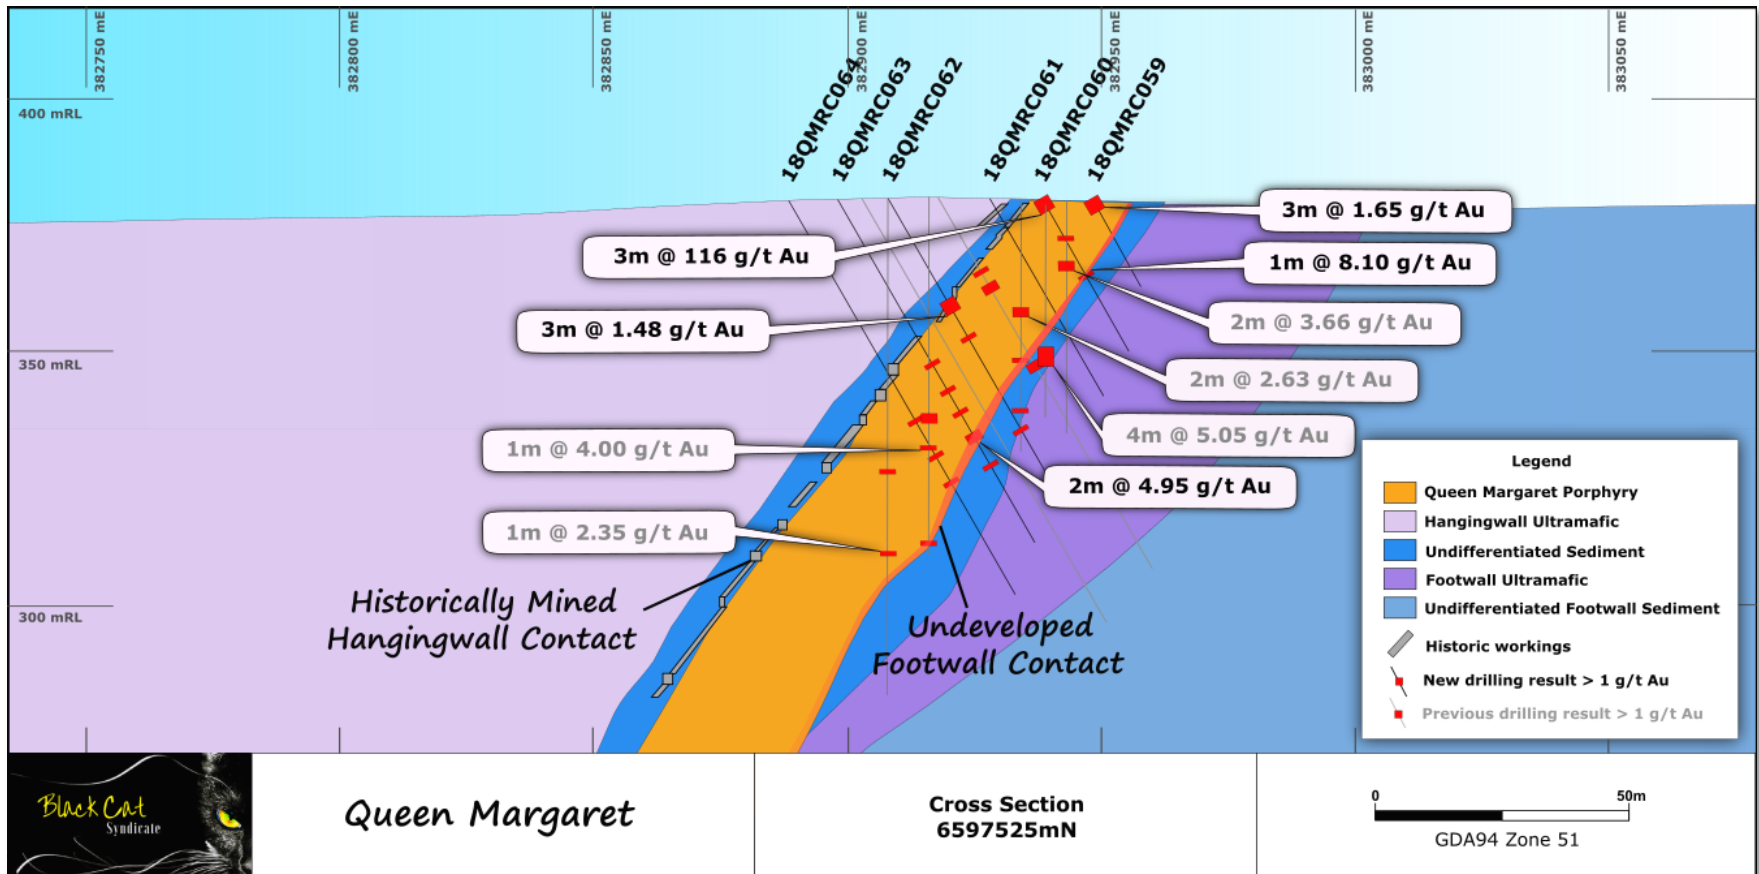 382750 mE
382800 mE
382850 mE
382900 mE
382950 mE
383000 mE
383050 mE
400 mRL
18QMRC064
18QMRC063
18QMRC062
18QMRC061
18QMRC060
18QMRC059
3m @ 1.65 g/t Au
3m @ 116 g/t Au
1m @ 8.10 g/t Au
3m @ 1.48 g/t Au
2m @ 3.66 g/t Au
350 mRL
2m @ 2.63 g/t Au
1m @ 4.00 g/t Au
4m @ 5.05 g/t Au
2m @ 4.95 g/t Au
1m @ 2.35 g/t Au
300 mRL
Historically Mined
Hangingwall Contact
Undeveloped
Footwall Contact
Legend
Queen Margaret Porphyry
Hangingwall Ultramafic
Undifferentiated Sediment
Footwall Ultramafic
Undifferentiated Footwall Sediment
Historic workings
New drilling result > 1 g/t Au
Previous drilling result > 1 g/t Au
Black Cat
Syndicate
Queen Margaret
Cross Section
6597525mN
0 50m
GDA94 Zone 51